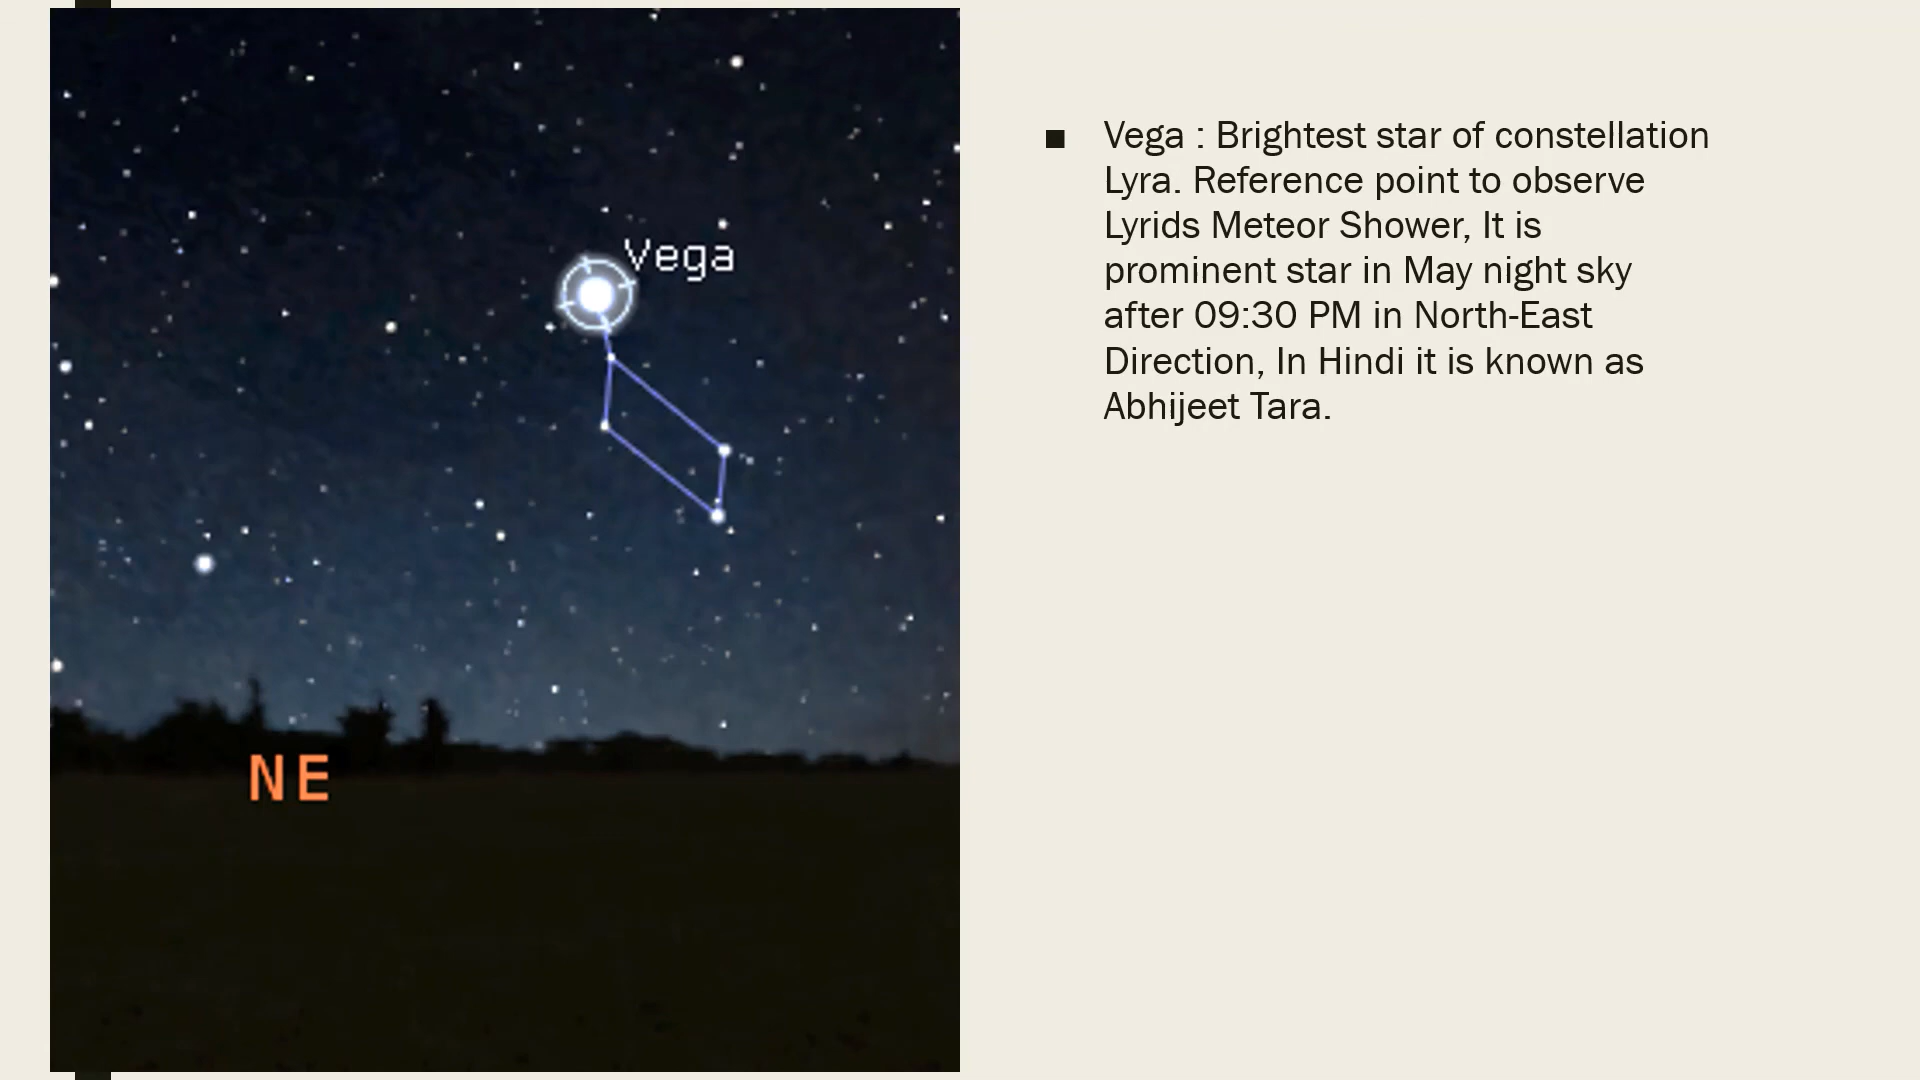 Vega
NE
■ Vega : Brightest star of constellation
Lyra. Reference point to observe
Lyrids Meteor Shower, It is
prominent star in May night sky
after 09:30 PM in North-East
Direction, In Hindi it is known as
Abhijeet Tara.